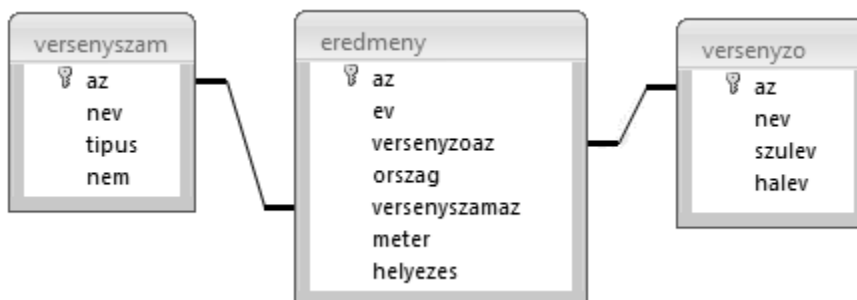 versenyszam
az
nev
tipus
nem
eredmeny
az
ev
versenyzoaz
orszag
versenyszamaz
meter
helyezes
versenyzo
az
nev
szulev
halev